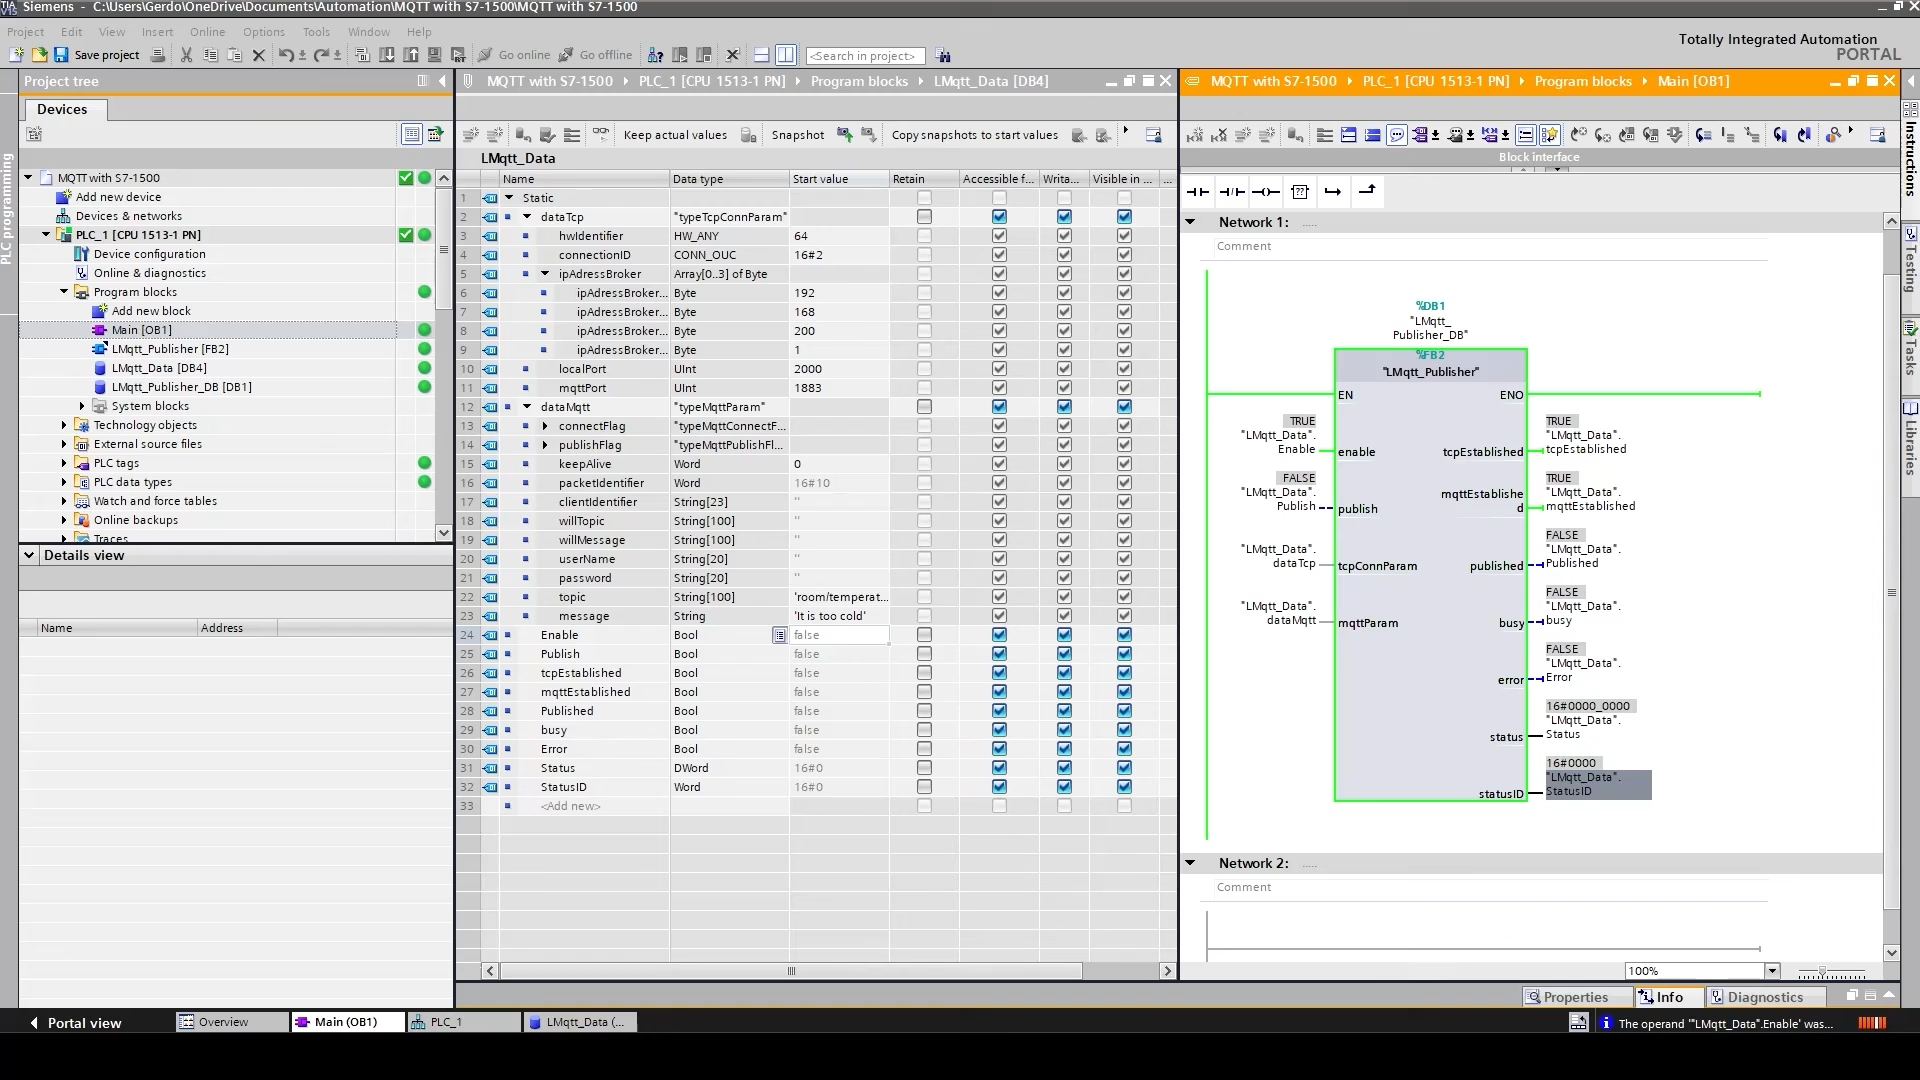 Siemens - C:\Users\Gerdo\OneDrive\Documents\Automation\MQTT with S7-1500\MQTT with S7-1500
Project Edit View Insert Online Options Tools Window Help
Save project
Go online
Go offline
<Search in project>
Totally Integrated Automation
PORTAL
PLC programming
Project tree
Devices
MQTT with S7-1500
Add new device
Devices & networks
PLC_1 [CPU 1513-1 PN]
Device configuration
Online & diagnostics
Program blocks
Add new block
Main [OB1]
LMqtt_Publisher [FB2]
LMqtt_Data [DB4]
LMqtt_Publisher_DB [DB1]
System blocks
Technology objects
External source files
PLC tags
PLC data types
Watch and force tables
Online backups
Traces
Details view
Name Address
MQTT with S7-1500 PLC_1 [CPU 1513-1 PN] Program blocks LMqtt_Data [DB4]
Keep actual values Snapshot Copy snapshots to start values
LMqtt_Data
Name Data type Start value Retain Accessible f... Writa... Visible in ... ...
1 Static
2 dataTcp "typeTcpConnParam"
3 hwIdentifier HW_ANY 64
4 connectionID CONN_OUC 16#2
5 ipAdressBroker Array[0..3] of Byte
6 ipAdressBroker... Byte 192
7 ipAdressBroker... Byte 168
8 ipAdressBroker... Byte 200
9 ipAdressBroker... Byte 1
10 localPort UInt 2000
11 mqttPort UInt 1883
12 dataMqtt "typeMqttParam"
13 connectFlag "typeMqttConnectF...
14 publishFlag "typeMqttPublishFl...
15 keepAlive Word 0
16 packetIdentifier Word 16#10
17 clientIdentifier String[23] ''
18 willTopic String[100] ''
19 willMessage String[100] ''
20 userName String[20] ''
21 password String[20] ''
22 topic String[100] 'room/temperat...
23 message String 'It is too cold'
24 Enable Bool false
25 Publish Bool false
26 tcpEstablished Bool false
27 mqttEstablished Bool false
28 Published Bool false
29 busy Bool false
30 Error Bool false
31 Status DWord 16#0
32 StatusID Word 16#0
33 <Add new>
MQTT with S7-1500 PLC_1 [CPU 1513-1 PN] Program blocks Main [OB1]
Block interface
Network 1: .....
Comment
%DB1
"LMqtt_
Publisher_DB"
%FB2
"LMqtt_Publisher"
EN ENO
TRUE
"LMqtt_Data".
Enable enable
FALSE
"LMqtt_Data".
Publish publish
"LMqtt_Data".
dataTcp tcpConnParam
"LMqtt_Data".
dataMqtt mqttParam
TRUE
"LMqtt_Data".
tcpEstablished tcpEstablished
TRUE
mqttEstablishe "LMqtt_Data".
d mqttEstablished
FALSE
"LMqtt_Data".
published Published
FALSE
"LMqtt_Data".
busy busy
FALSE
"LMqtt_Data".
error Error
16#0000_0000
"LMqtt_Data".
status Status
16#0000
"LMqtt_Data".
statusID StatusID
Network 2: .....
Comment
100%
Instructions
Testing
Tasks
Libraries
Properties Info Diagnostics
Portal view Overview Main (OB1) PLC_1 LMqtt_Data (...
The operand '"LMqtt_Data".Enable' was...